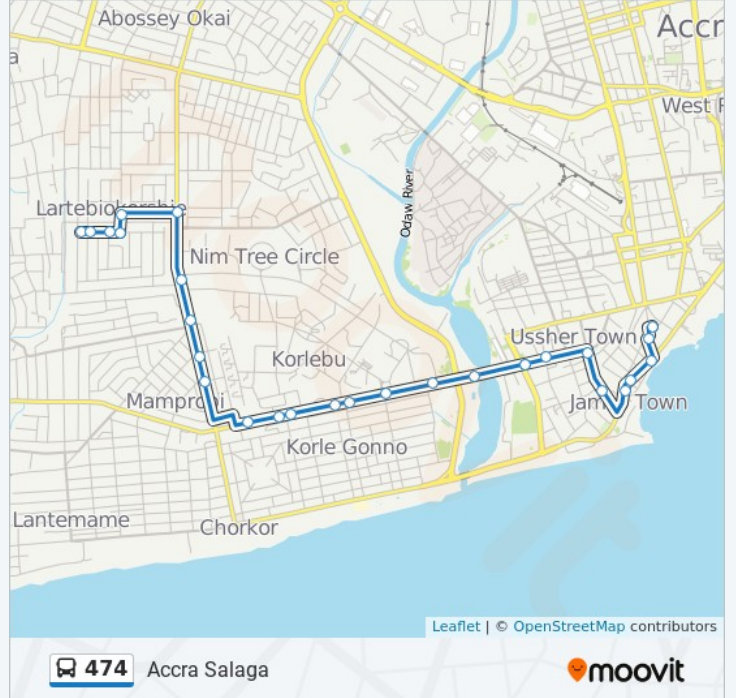 Abossey Okai
Accr
a
West R
Odaw River
Lartebiokorshie
Nim Tree Circle
Ussher Town
Korlebu
Mamprobi
James Town
Korle Gonno
Lantemame
Chorkor
Leaflet | © OpenStreetMap contributors
474 Accra Salaga
moovit